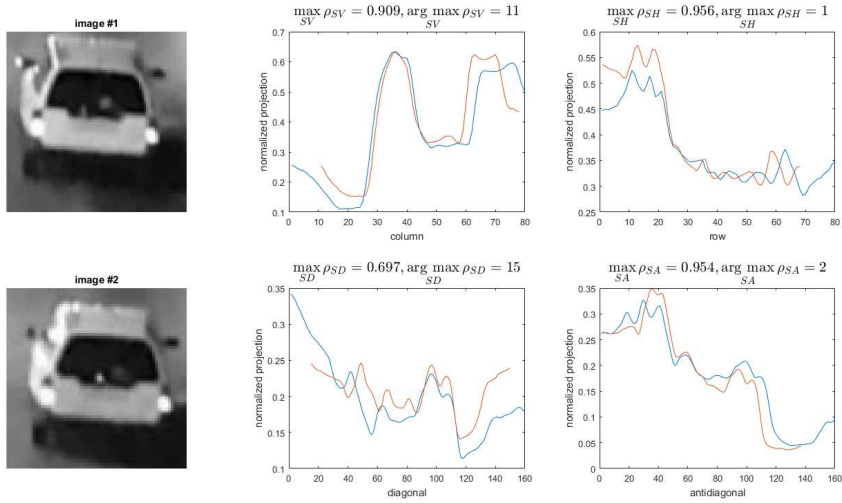 image #1
max ρSV = 0.909, arg max ρSV = 11
SV SV
normalized projection
0.7
0.6
0.5
0.4
0.3
0.2
0.1
0 10 20 30 40 50 60 70 80
column
max ρSH = 0.956, arg max ρSH = 1
SH SH
normalized projection
0.6
0.55
0.5
0.45
0.4
0.35
0.3
0.25
0 10 20 30 40 50 60 70 80
row
image #2
max ρSD = 0.697, arg max ρSD = 15
SD SD
normalized projection
0.35
0.3
0.25
0.2
0.15
0.1
0 20 40 60 80 100 120 140 160
diagonal
max ρSA = 0.954, arg max ρSA = 2
SA SA
normalized projection
0.35
0.3
0.25
0.2
0.15
0.1
0.05
0
0 20 40 60 80 100 120 140 160
antidiagonal